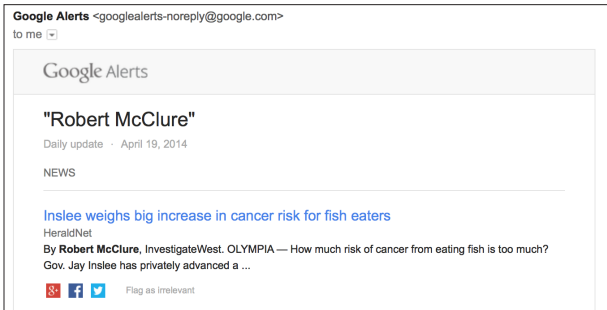 Google Alerts <googlealerts-noreply@google.com>
to me
Google Alerts
"Robert McClure"
Daily update · April 19, 2014
NEWS
Inslee weighs big increase in cancer risk for fish eaters
HeraldNet
By Robert McClure, InvestigateWest. OLYMPIA — How much risk of cancer from eating fish is too much?
Gov. Jay Inslee has privately advanced a ...
Flag as irrelevant